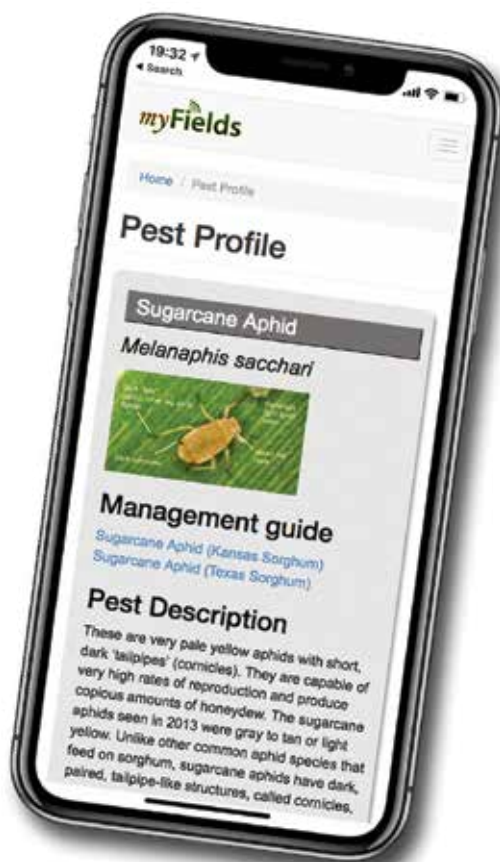 19:32
Search
myFields
Home / Pest Profile
Pest Profile
Sugarcane Aphid
Melanaphis sacchari
Management guide
Sugarcane Aphid (Kansas Sorghum)
Sugarcane Aphid (Texas Sorghum)
Pest Description
These are very pale yellow aphids with short,
dark 'tailpipes' (cornicles). They are capable of
very high rates of reproduction and produce
copious amounts of honeydew. The sugarcane
aphids seen in 2013 were gray to tan or light
yellow. Unlike other common aphid species that
feed on sorghum, sugarcane aphids have dark,
paired, tailpipe-like structures, called cornicles,